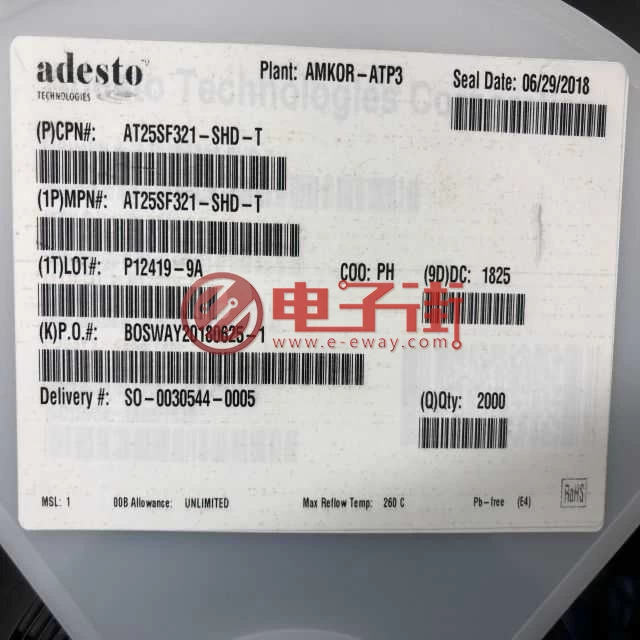 adesto™
TECHNOLOGIES
Plant: AMKOR-ATP3
Seal Date: 06/29/2018
(P)CPN#: AT25SF321-SHD-T
(1P)MPN#: AT25SF321-SHD-T
(1T)LOT#: P12419-9A
COO: PH
(9D)DC: 1825
电子街
www.e-eway.com
(K)P.O.#: BOSWAY20180625-1
Delivery #: SO-0030544-0005
(Q)Qty: 2000
MSL: 1
OOB Allowance: UNLIMITED
Max Reflow Temp: 260 C
Pb-free (E4)
RoHS